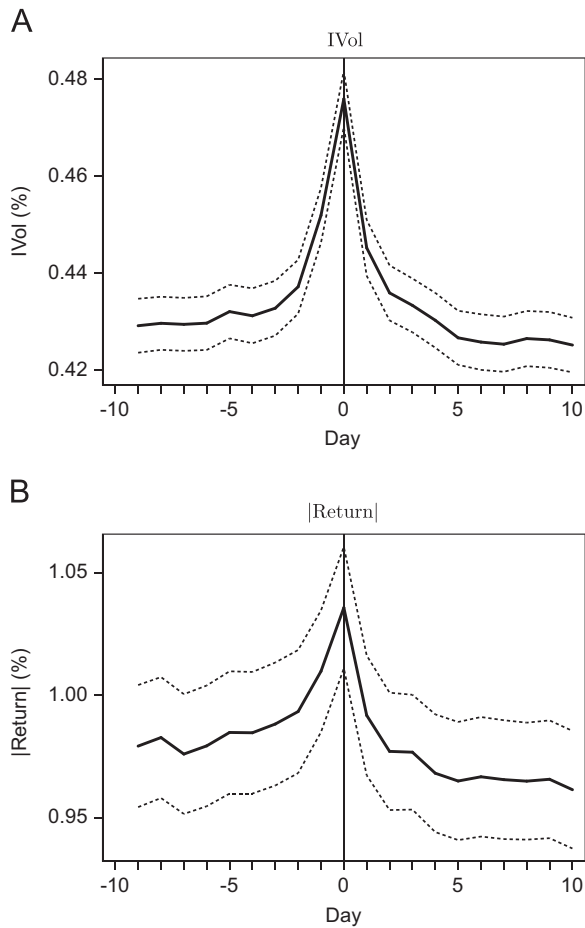 A
IVol
0.48
0.46
0.44
0.42
IVol (%)
-10 -5 0 5 10
Day
B
|Return|
1.05
1.00
0.95
|Return| (%)
-10 -5 0 5 10
Day